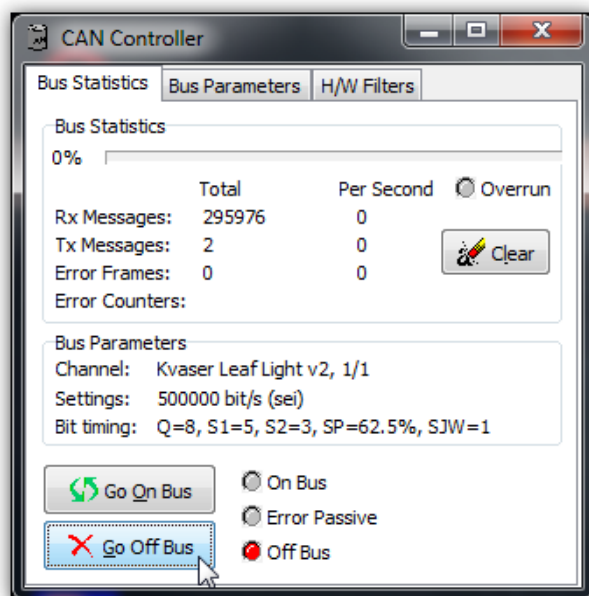 CAN Controller
Bus Statistics Bus Parameters H/W Filters
Bus Statistics
0%
Total Per Second Overrun
Rx Messages: 295976 0
Tx Messages: 2 0
Clear
Error Frames: 0 0
Error Counters:
Bus Parameters
Channel: Kvaser Leaf Light v2, 1/1
Settings: 500000 bit/s (sei)
Bit timing: Q=8, S1=5, S2=3, SP=62.5%, SJW=1
Go On Bus On Bus
Error Passive
Go Off Bus Off Bus